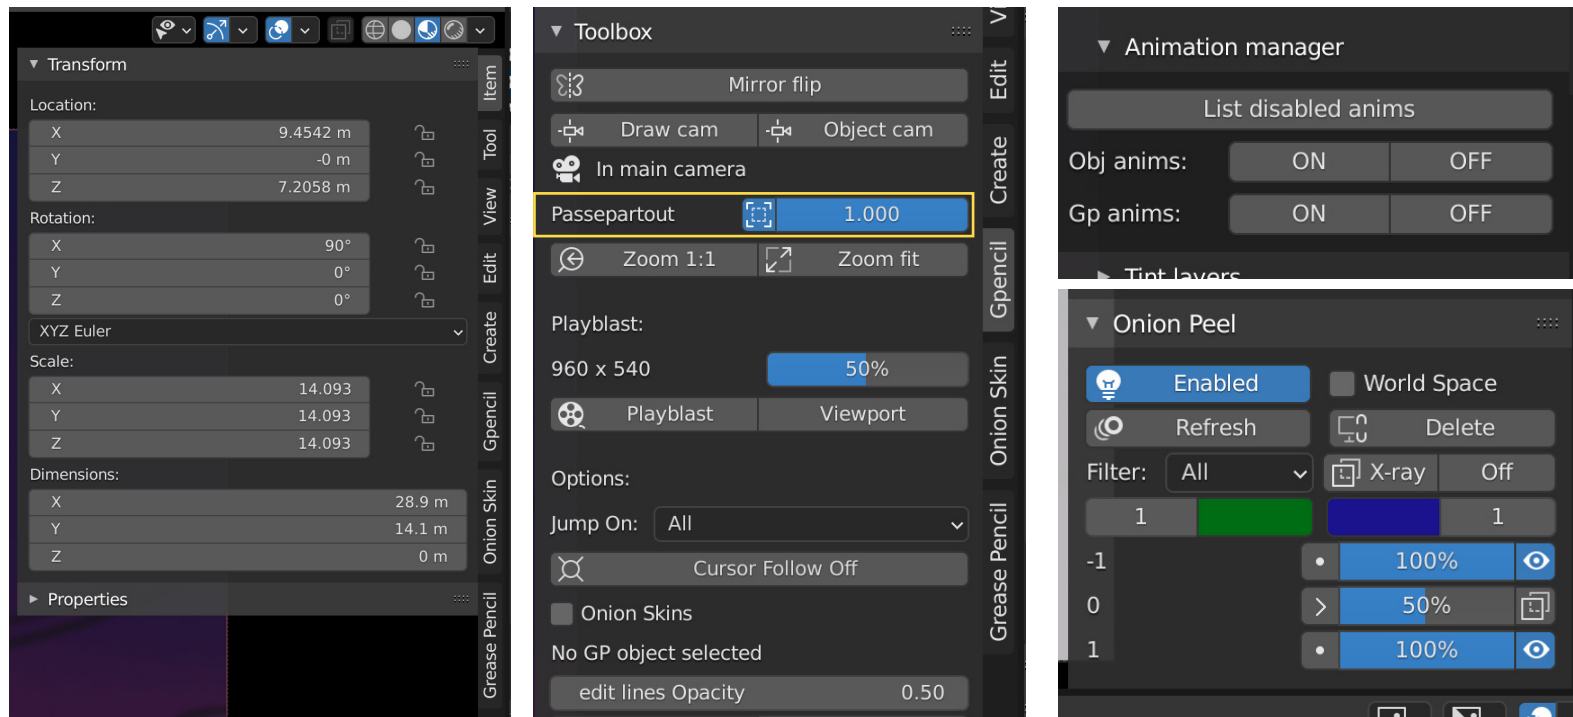 Transform
Location:
X 9.4542 m
Y -0 m
Z 7.2058 m
Rotation:
X 90°
Y 0°
Z 0°
XYZ Euler
Scale:
X 14.093
Y 14.093
Z 14.093
Dimensions:
X 28.9 m
Y 14.1 m
Z 0 m
Properties
Item
Tool
View
Edit
Create
Gpencil
Onion Skin
Grease Pencil
Toolbox
Mirror flip
Draw cam Object cam
In main camera
Passepartout 1.000
Zoom 1:1 Zoom fit
Playblast:
960 x 540 50%
Playblast Viewport
Options:
Jump On: All
Cursor Follow Off
Onion Skins
No GP object selected
edit lines Opacity 0.50
Edit
Create
Gpencil
Onion Skin
Grease Pencil
Animation manager
List disabled anims
Obj anims: ON OFF
Gp anims: ON OFF
Tint layers
Onion Peel
Enabled World Space
Refresh Delete
Filter: All X-ray Off
1 1
-1 100%
0 50%
1 100%